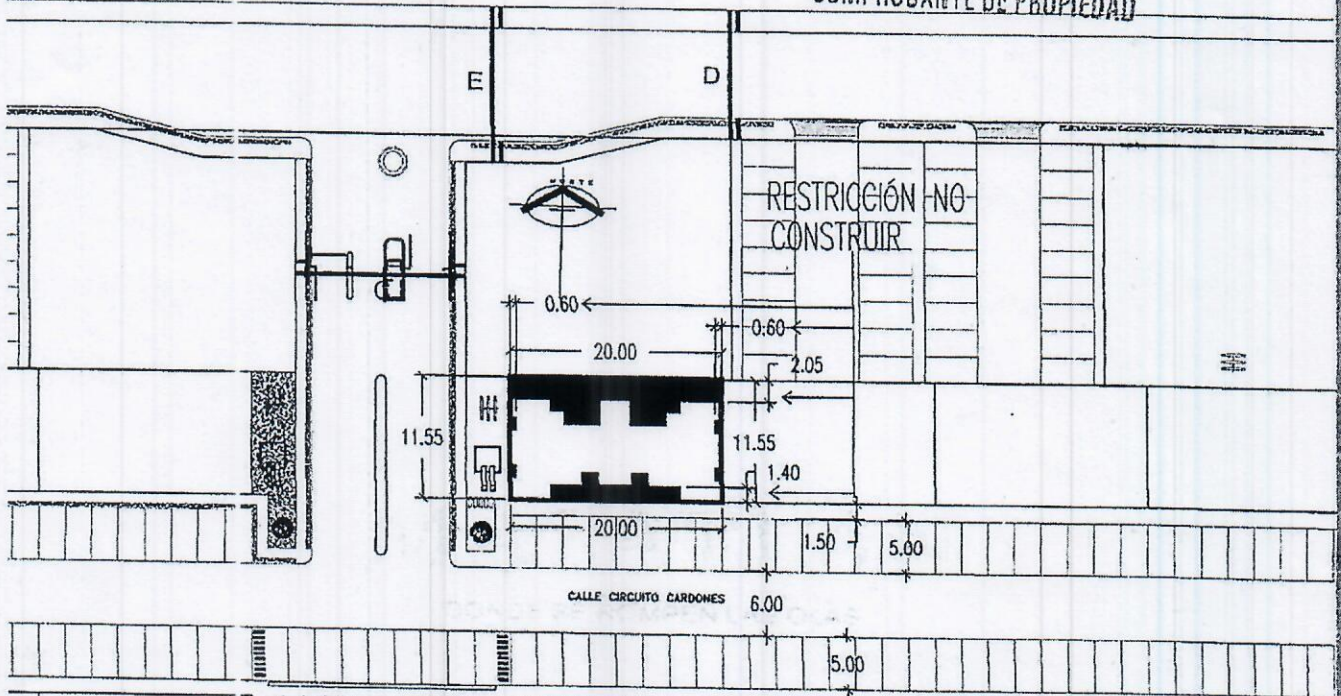 COMPROBANTE DE PROPIEDAD
E
D
NORTE
RESTRICCIÓN NO
CONSTRUIR
0.60
0.60
20.00
2.05
11.55
11.55
1.40
20.00
1.50
5.00
CALLE CIRCUITO CARDONES
6.00
5.00